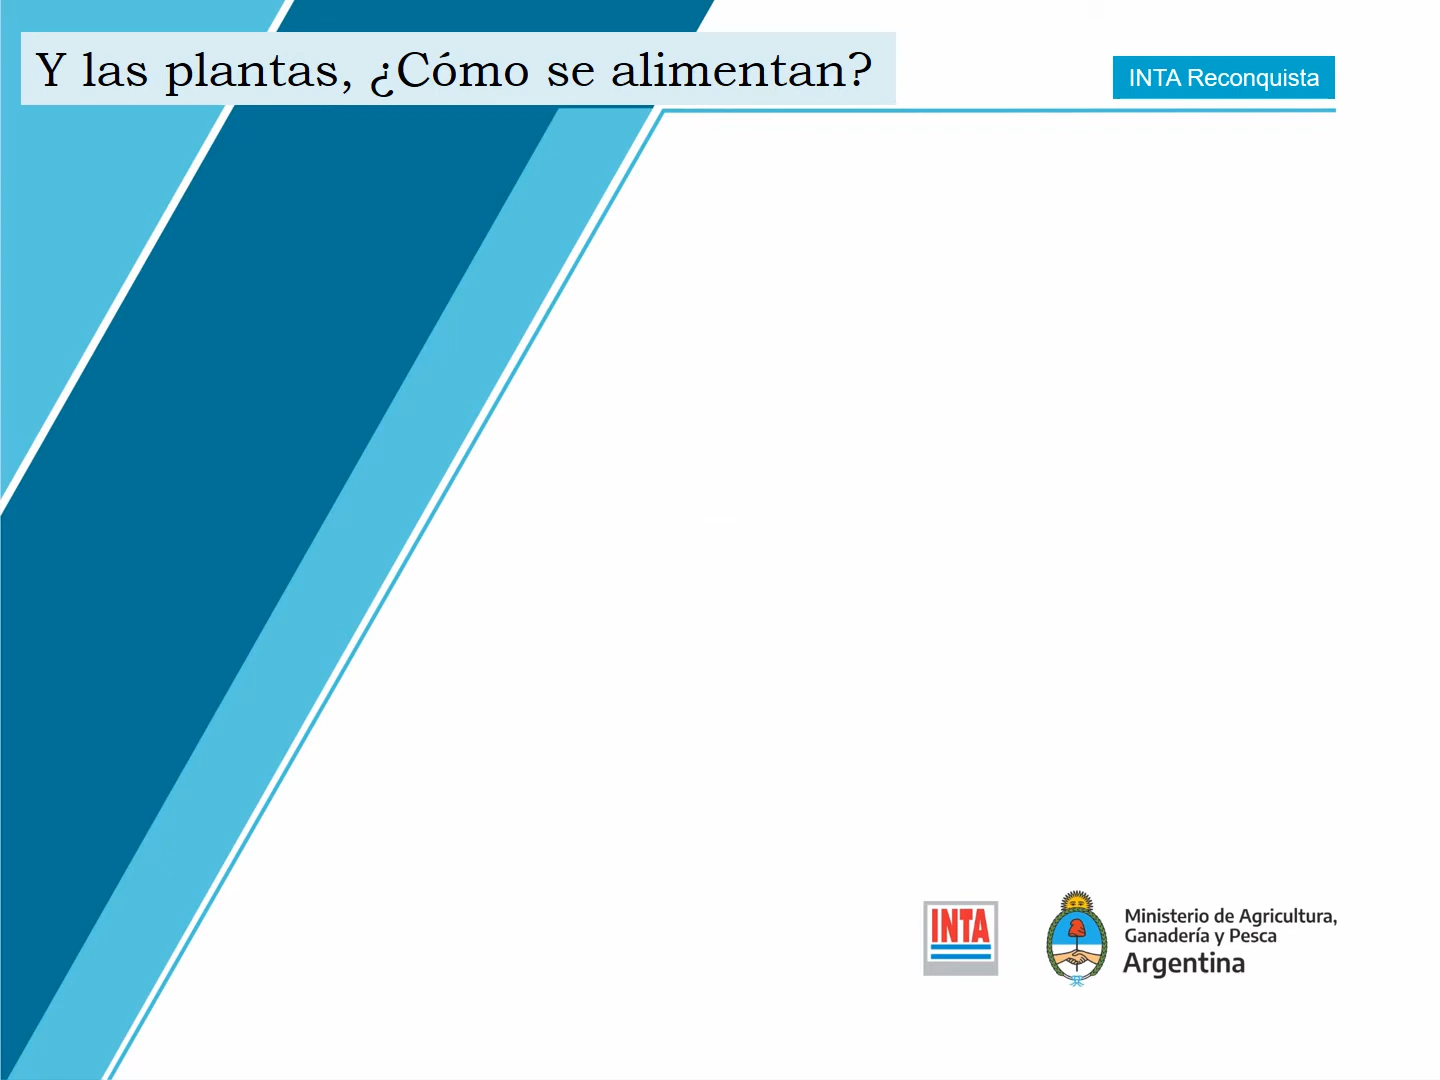 Y las plantas, ¿Cómo se alimentan?
INTA Reconquista
INTA
Ministerio de Agricultura,
Ganadería y Pesca
Argentina